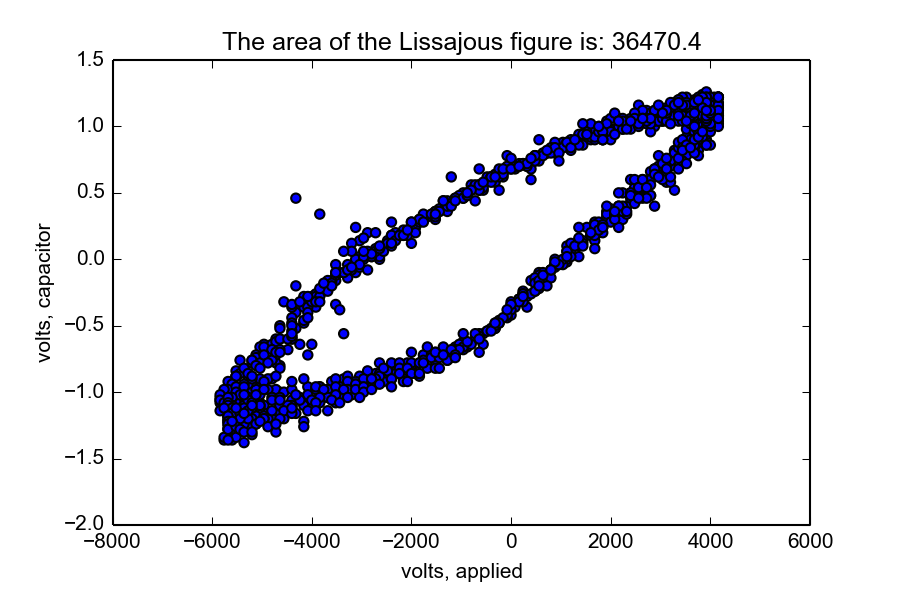 The area of the Lissajous figure is: 36470.4
1.5
1.0
0.5
0.0
−0.5
−1.0
−1.5
−2.0
volts, capacitor
−8000 −6000 −4000 −2000 0 2000 4000 6000
volts, applied